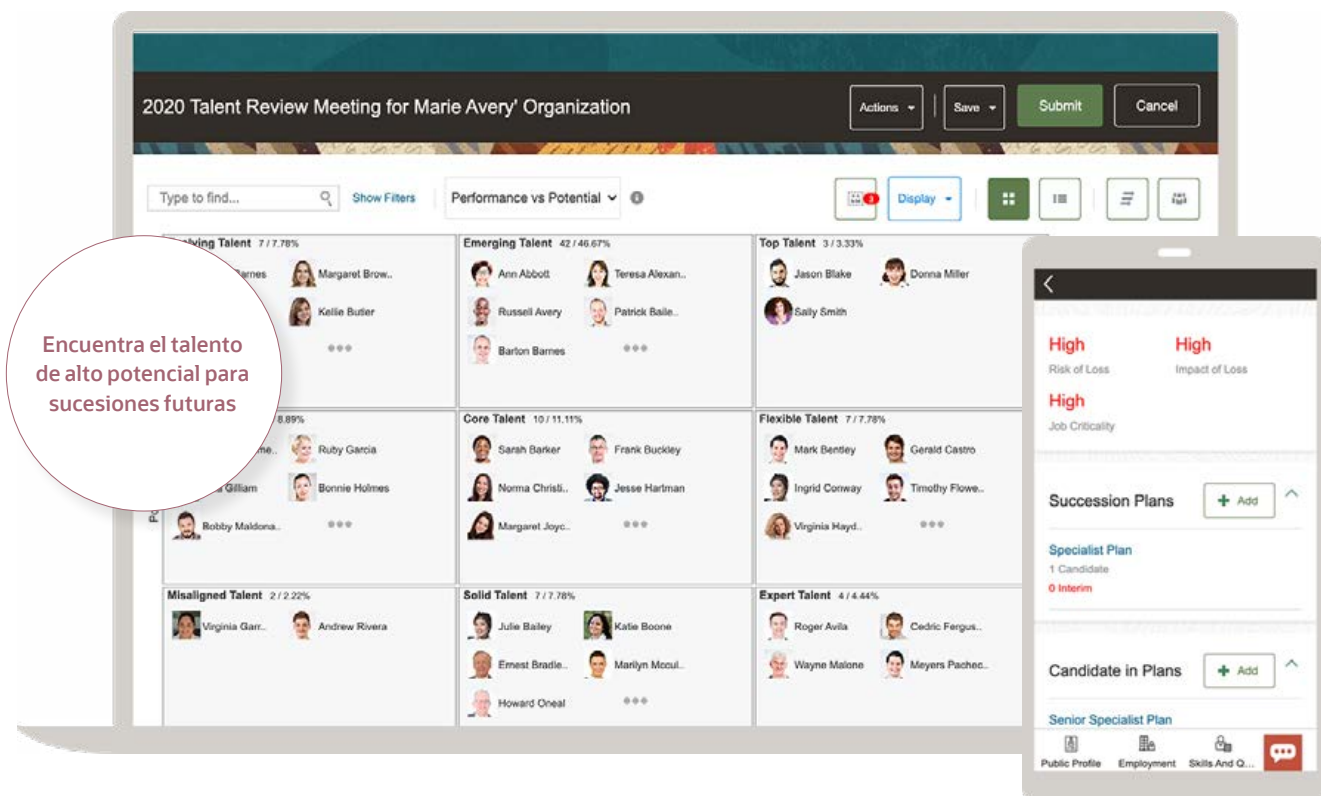 2020 Talent Review Meeting for Marie Avery' Organization
Actions
Save
Submit
Cancel
Type to find...
Show Filters
Performance vs Potential
3
Display
Talent 7 / 7.78%
Margaret Brow..
Kellie Butler
Emerging Talent 42 / 46.67%
Ann Abbott
Teresa Alexan..
Russell Avery
Patrick Baile..
Barton Barnes
Top Talent 3 / 3.33%
Jason Blake
Donna Miller
Sally Smith
Encuentra el talento
de alto potencial para
sucesiones futuras
8.89%
Ruby Garcia
Gilliam
Bonnie Holmes
Robby Maldona..
Core Talent 10 / 11.11%
Sarah Barker
Frank Buckley
Norma Christi..
Jesse Hartman
Margaret Joyc..
Flexible Talent 7 / 7.78%
Mark Bentley
Gerald Castro
Ingrid Conway
Timothy Flowe..
Virginia Hayd..
Misaligned Talent 2 / 2.22%
Virginia Garr..
Andrew Rivera
Solid Talent 7 / 7.78%
Julie Bailey
Katie Boone
Ernest Bradle..
Marilyn Mccul..
Howard Oneal
Expert Talent 4 / 4.44%
Roger Avila
Cedric Fergus..
Wayne Malone
Meyers Pachec..
High
High
Risk of Loss
Impact of Loss
High
Job Criticality
Succession Plans
Add
Specialist Plan
1 Candidate
0 Interim
Candidate in Plans
Add
Senior Specialist Plan
Public Profile
Employment
Skills And Q...